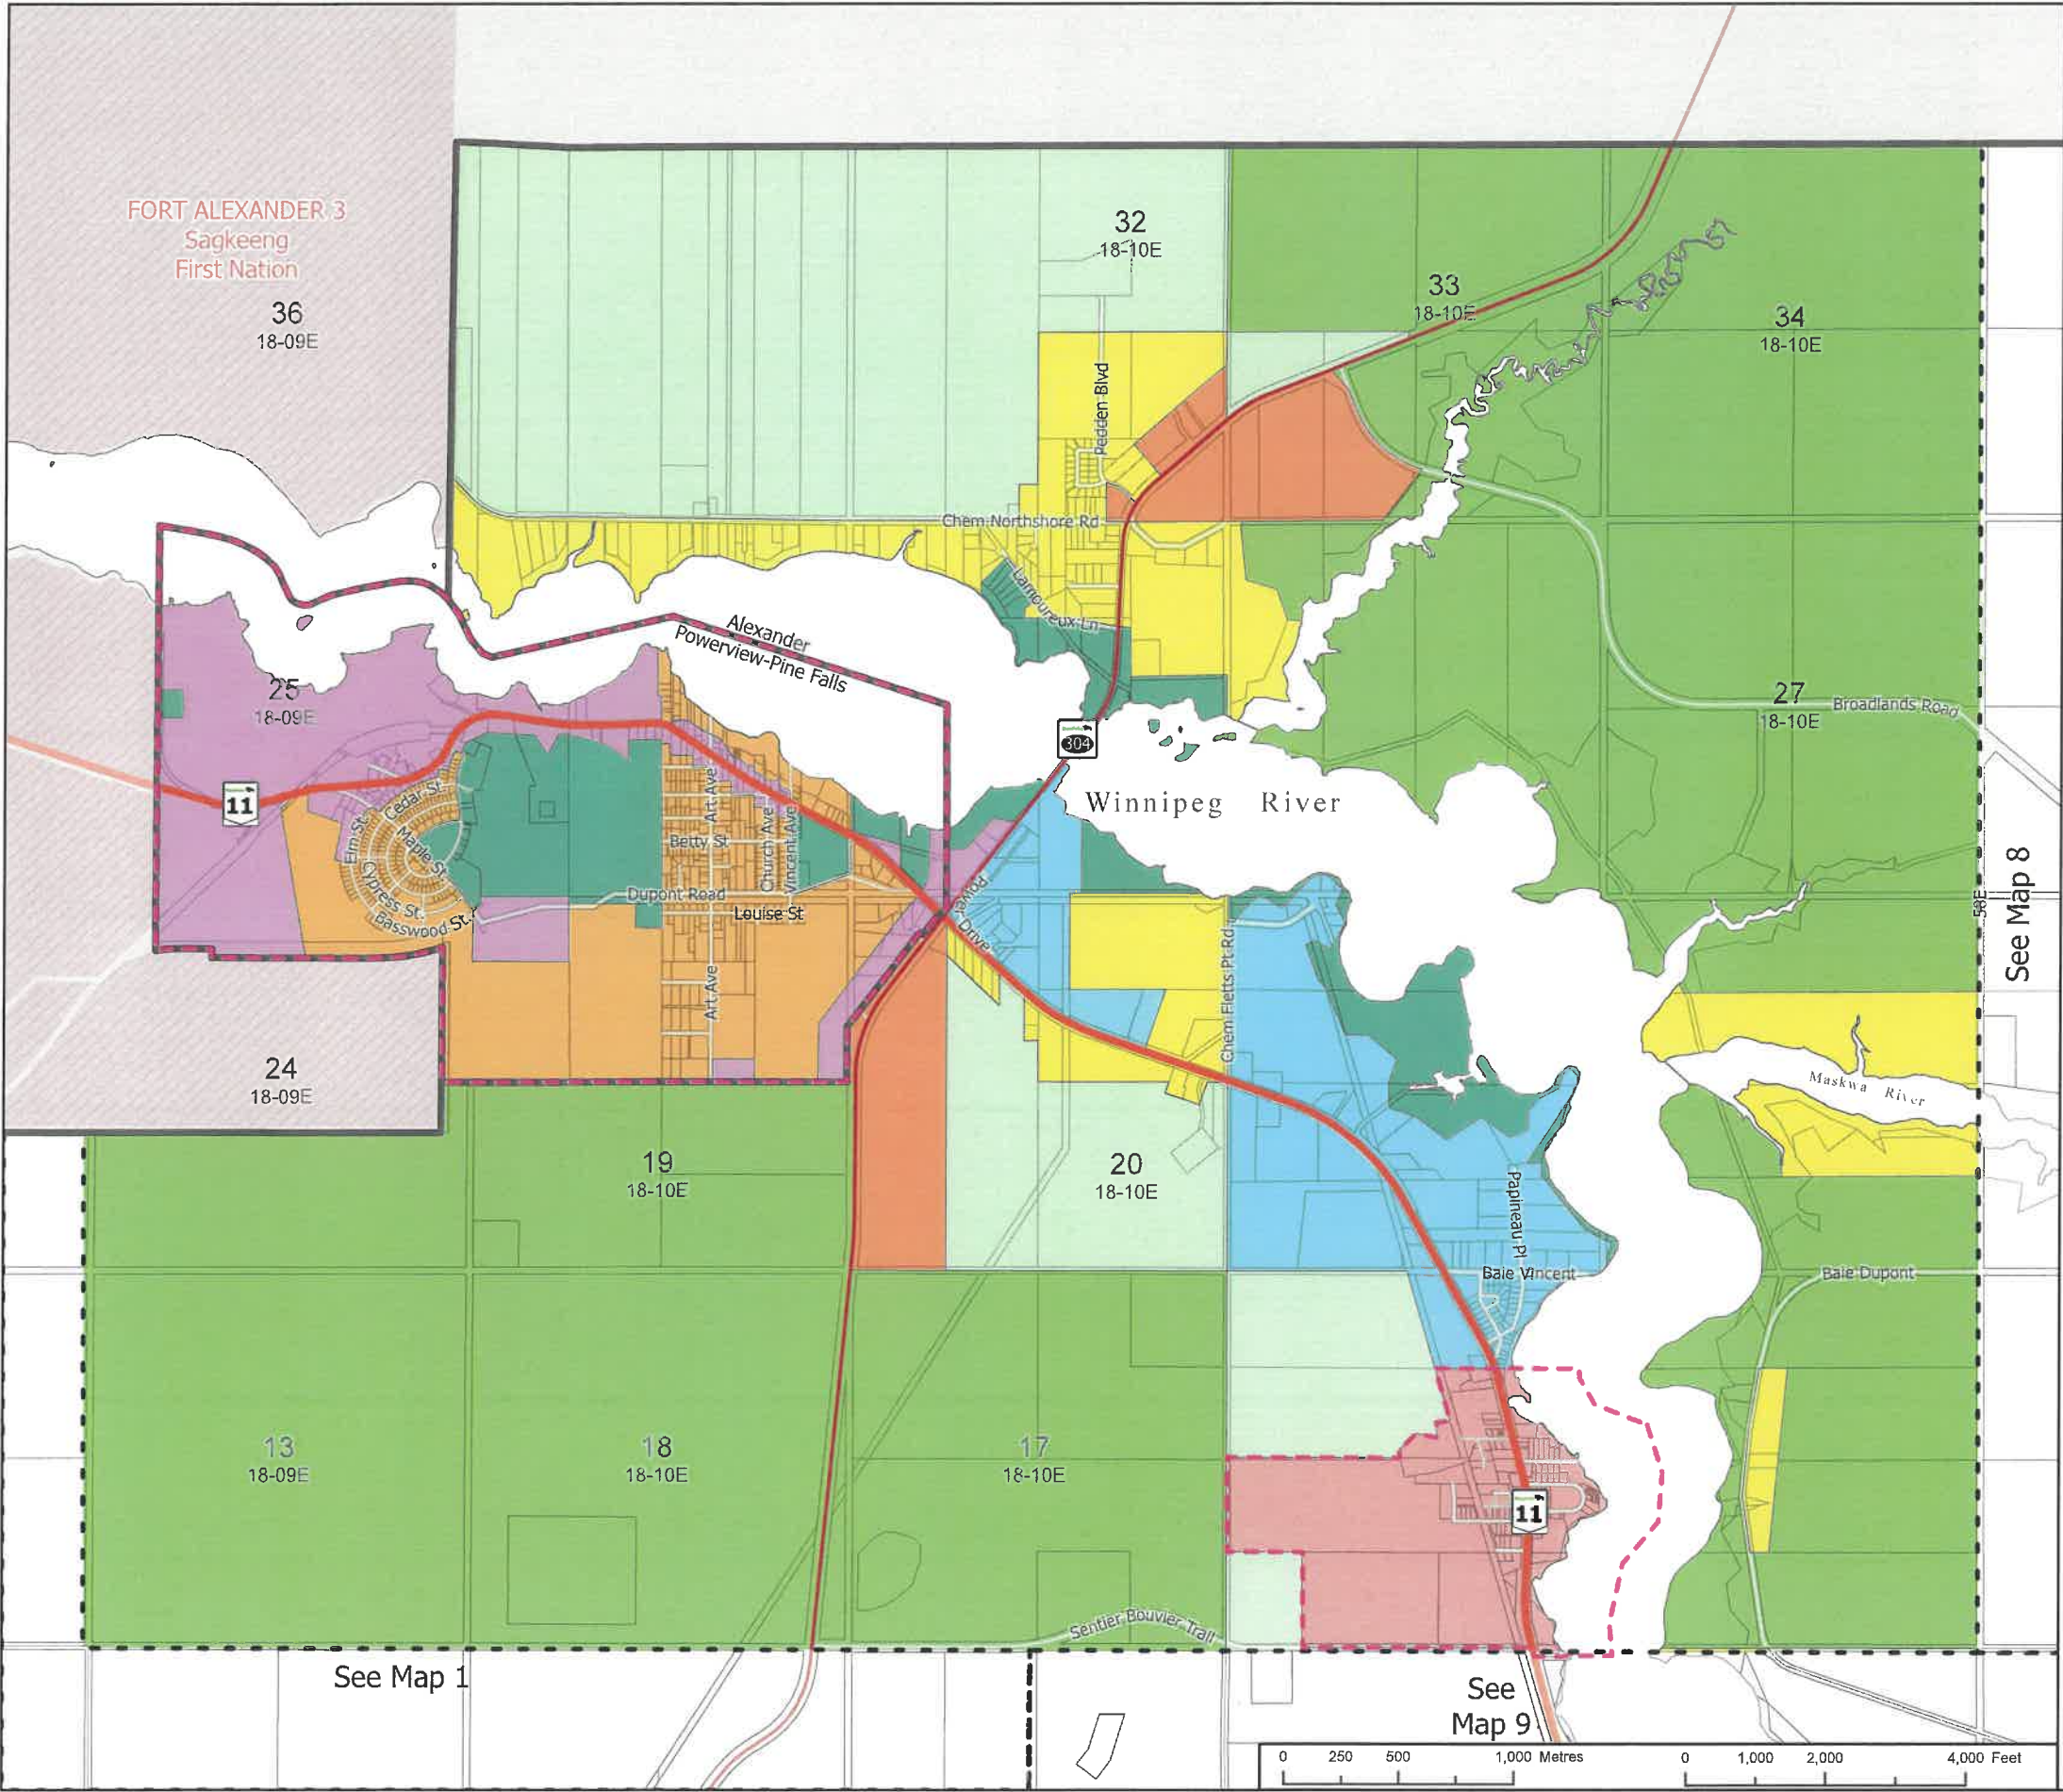 FORT ALEXANDER 3
Sagkeeng
First Nation
36
18-09E
32
18-10E
33
18-10E
34
18-10E
Pedden Blvd
Chem Northshore Rd
Lamoureux Ln
Alexander
Powerview-Pine Falls
25
18-09E
27
18-10E
Broadlands Road
304
11
Winnipeg River
Cedar St.
Elm St.
Maple St.
Cypress St.
Basswood St.
Art Ave
Betty St
Church Ave
Vincent Ave
Dupont Road
Louise St
Power
Drive
Art Ave
Chem Fletts Pt Rd
58E
See Map 8
24
18-09E
Maskwa River
19
18-10E
20
18-10E
Papineau Pl
Baie Vincent
Baie Dupont
13
18-09E
18
18-10E
17
18-10E
11
Sentier Bouvier Trail
See Map 1
See
Map 9
0 250 500 1,000 Metres
0 1,000 2,000 4,000 Feet